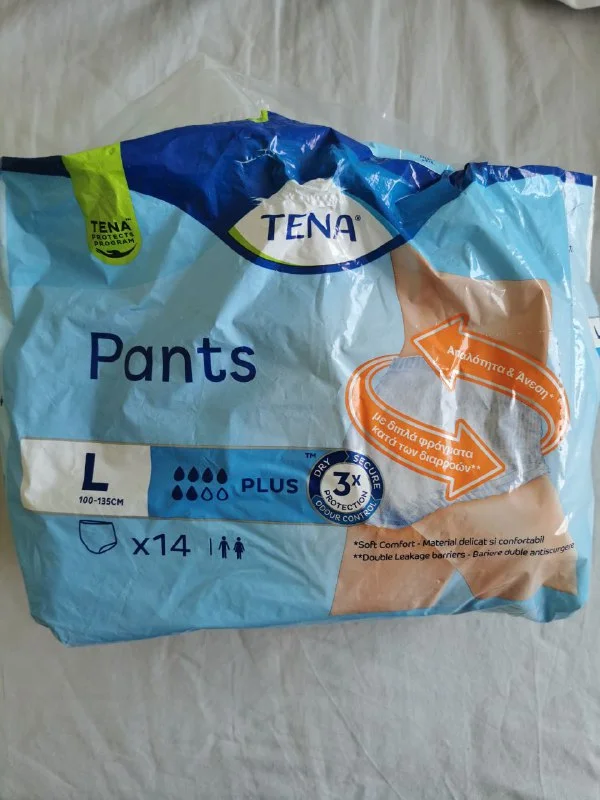 TENA
PROTECTS
PROGRAM
TENA®
Pants
Απαλότητα & Άνεση*
με διπλά φράγματα
κατά των διαρροών**
L
100-135CM
PLUS™
DRY SECURE
3X
PROTECTION
ODOUR CONTROL
x14
*Soft Comfort - Material delicat si confortabil
**Double Leakage barriers - Bariere duble antiscurgere